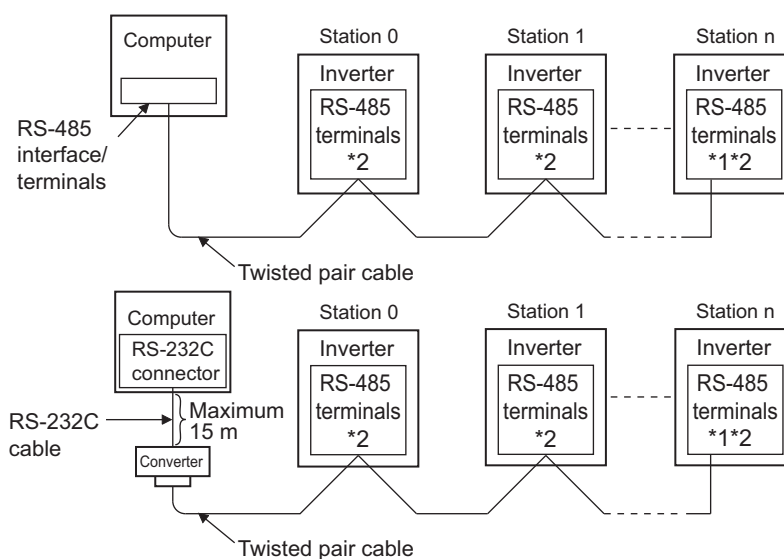 Computer
RS-485
interface/
terminals
Station 0
Inverter
RS-485
terminals
*2
Station 1
Inverter
RS-485
terminals
*2
Station n
Inverter
RS-485
terminals
*1*2
Twisted pair cable
Computer
RS-232C
connector
RS-232C
cable
Maximum
15 m
Converter
Station 0
Inverter
RS-485
terminals
*2
Station 1
Inverter
RS-485
terminals
*2
Station n
Inverter
RS-485
terminals
*1*2
Twisted pair cable